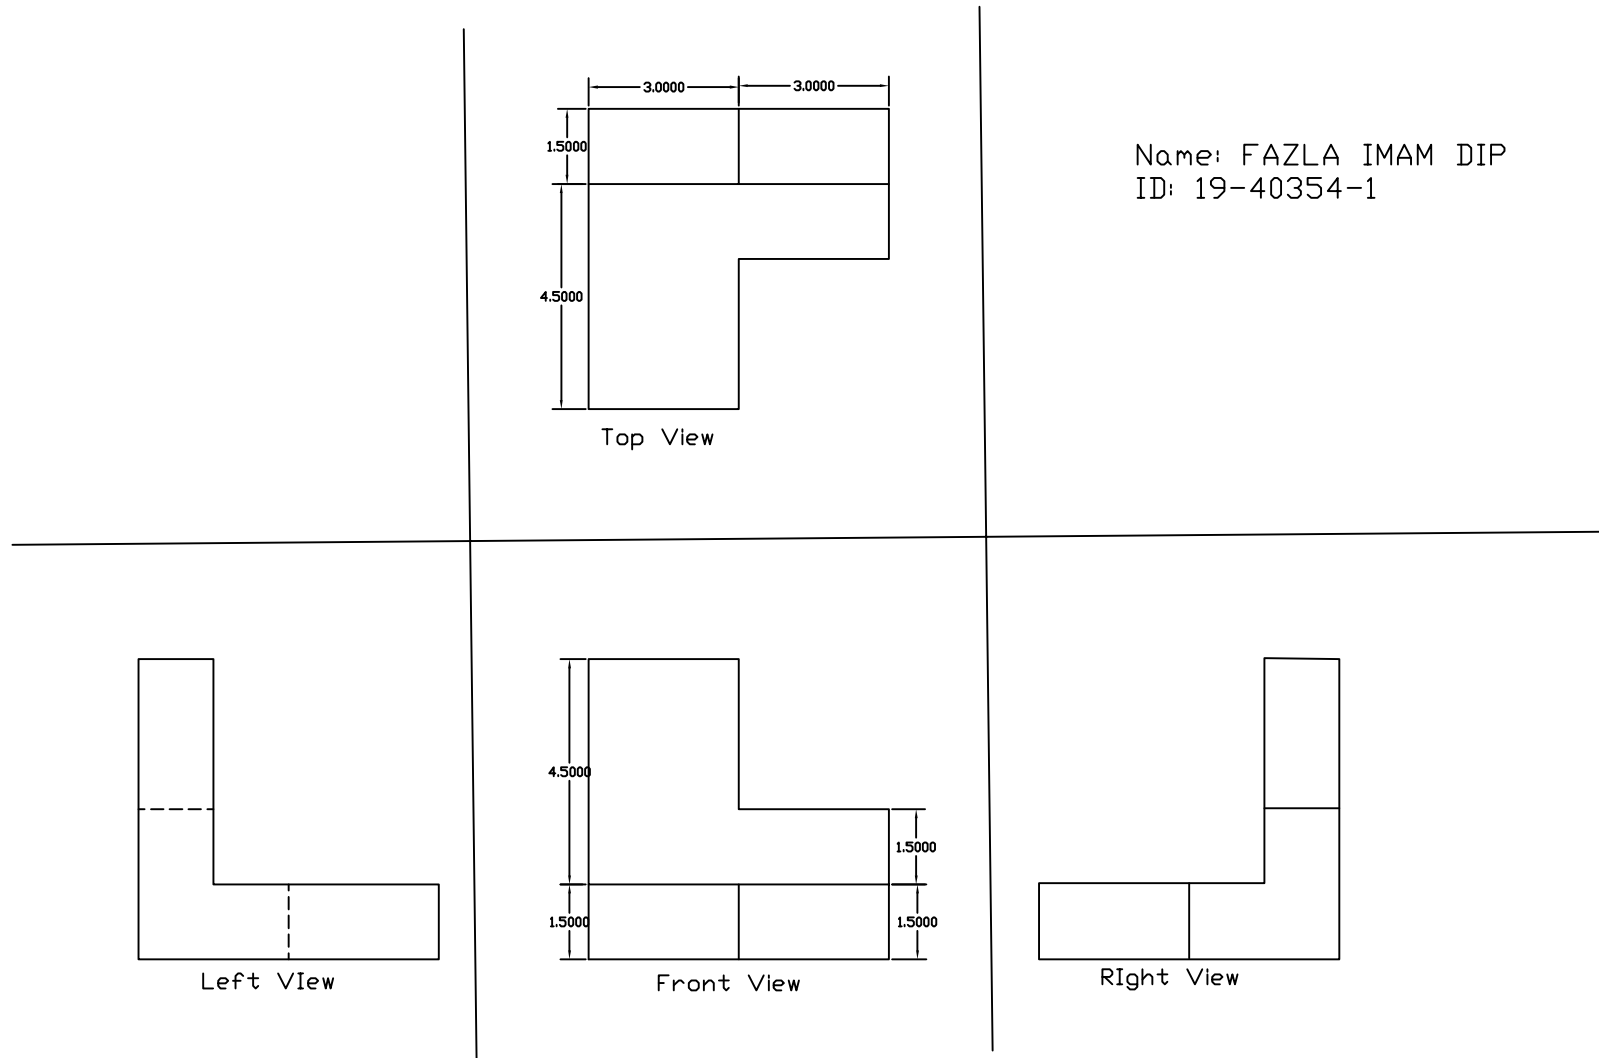 3.0000 3.0000
1.5000
4.5000
Top View
Name: FAZLA IMAM DIP
ID: 19-40354-1
4.5000
1.5000
1.5000
1.5000
Left VIew
Front View
RIght View